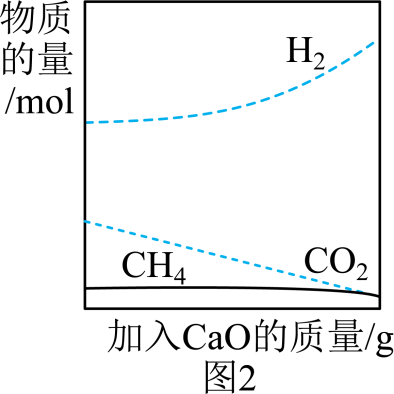 物质
的量
/mol
H₂
CH₄
CO₂
加入CaO的质量/g
图2